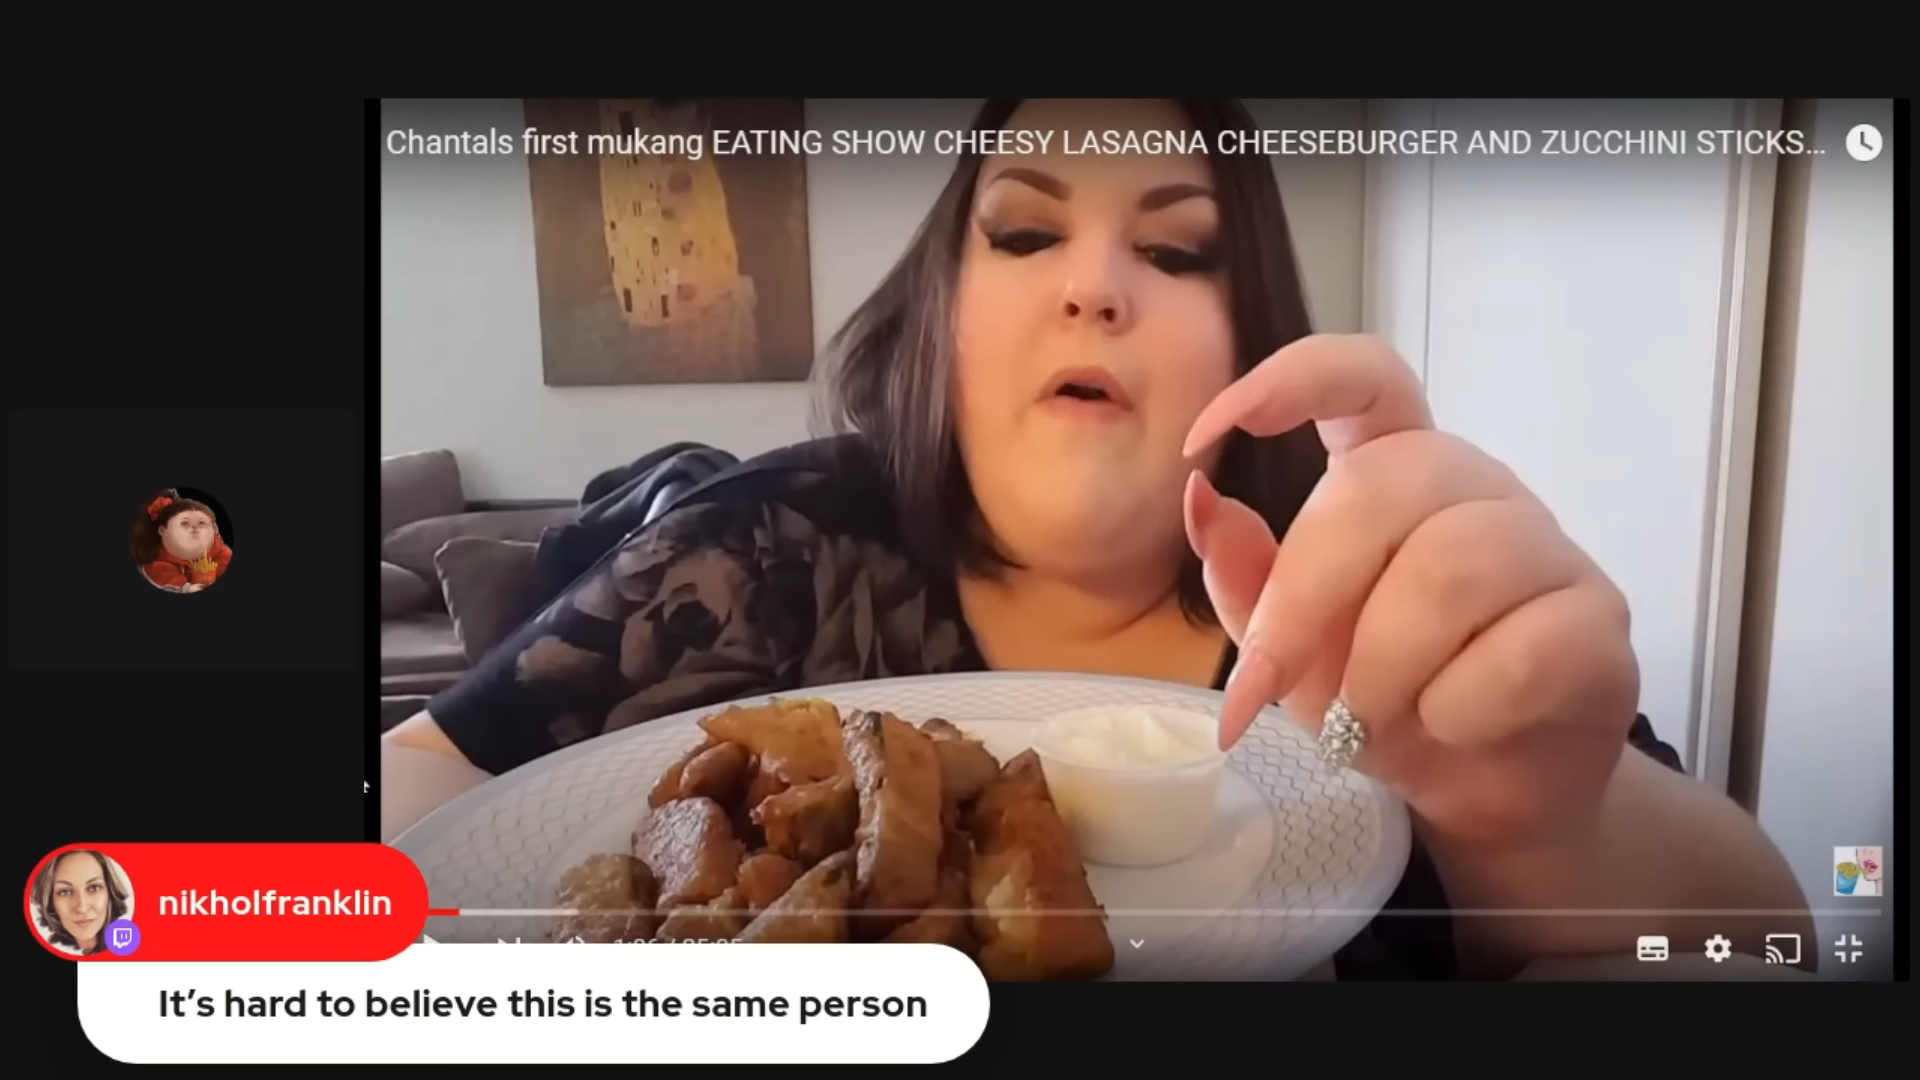 Chantals first mukang EATING SHOW CHEESY LASAGNA CHEESEBURGER AND ZUCCHINI STICKS...
nikholfranklin
It's hard to believe this is the same person